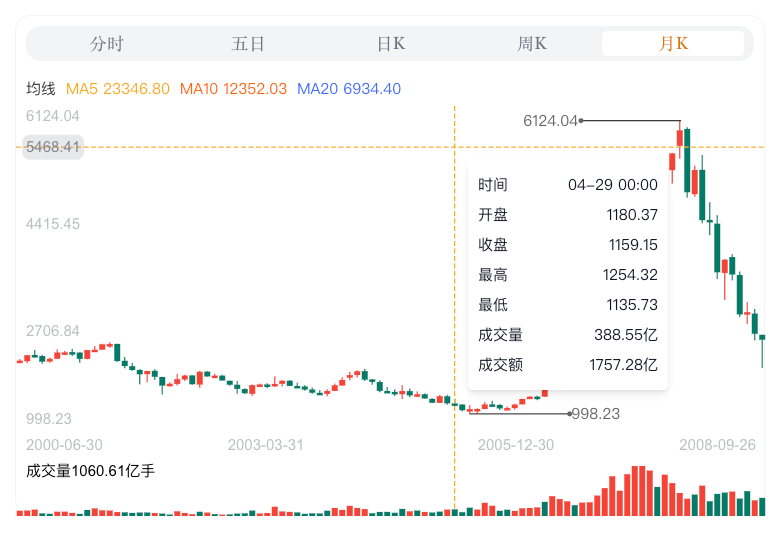 分时 五日 日K 周K 月K
均线 MA5 23346.80 MA10 12352.03 MA20 6934.40
6124.04
6124.04
5468.41
时间 04-29 00:00
开盘 1180.37
4415.45
收盘 1159.15
最高 1254.32
最低 1135.73
2706.84
成交量 388.55亿
成交额 1757.28亿
998.23
998.23
2000-06-30 2003-03-31 2005-12-30 2008-09-26
成交量1060.61亿手